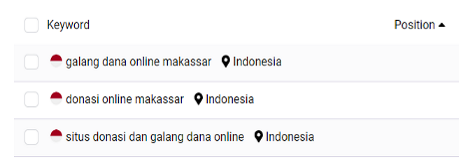 Keyword Position
galang dana online makassar Indonesia
donasi online makassar Indonesia
situs donasi dan galang dana online Indonesia